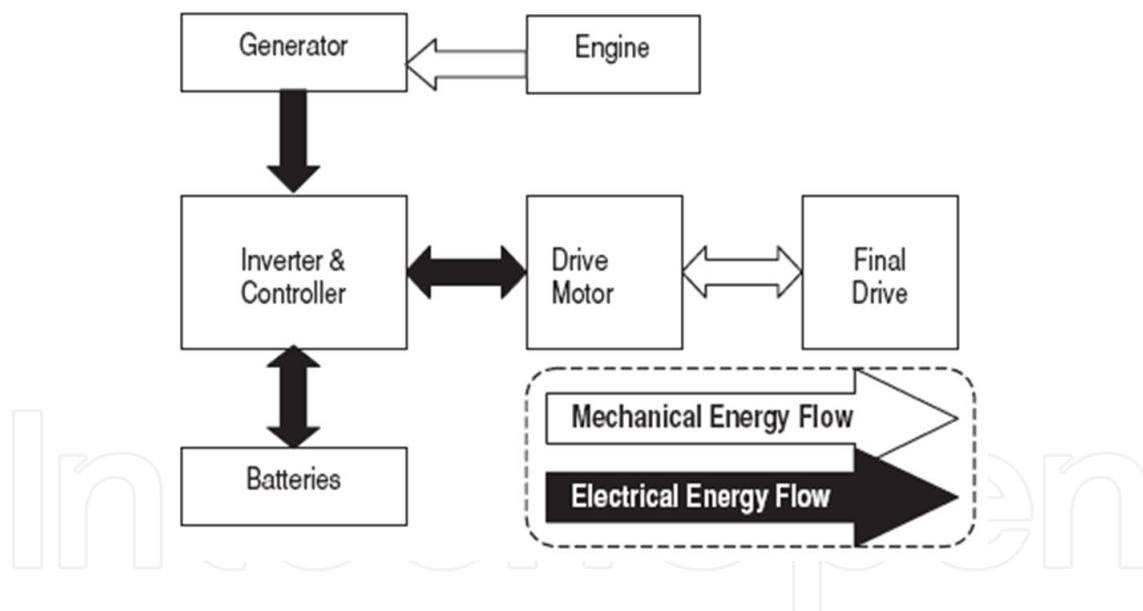 Generator
Engine
Inverter &
Controller
Drive
Motor
Final
Drive
Mechanical Energy Flow
Electrical Energy Flow
Batteries